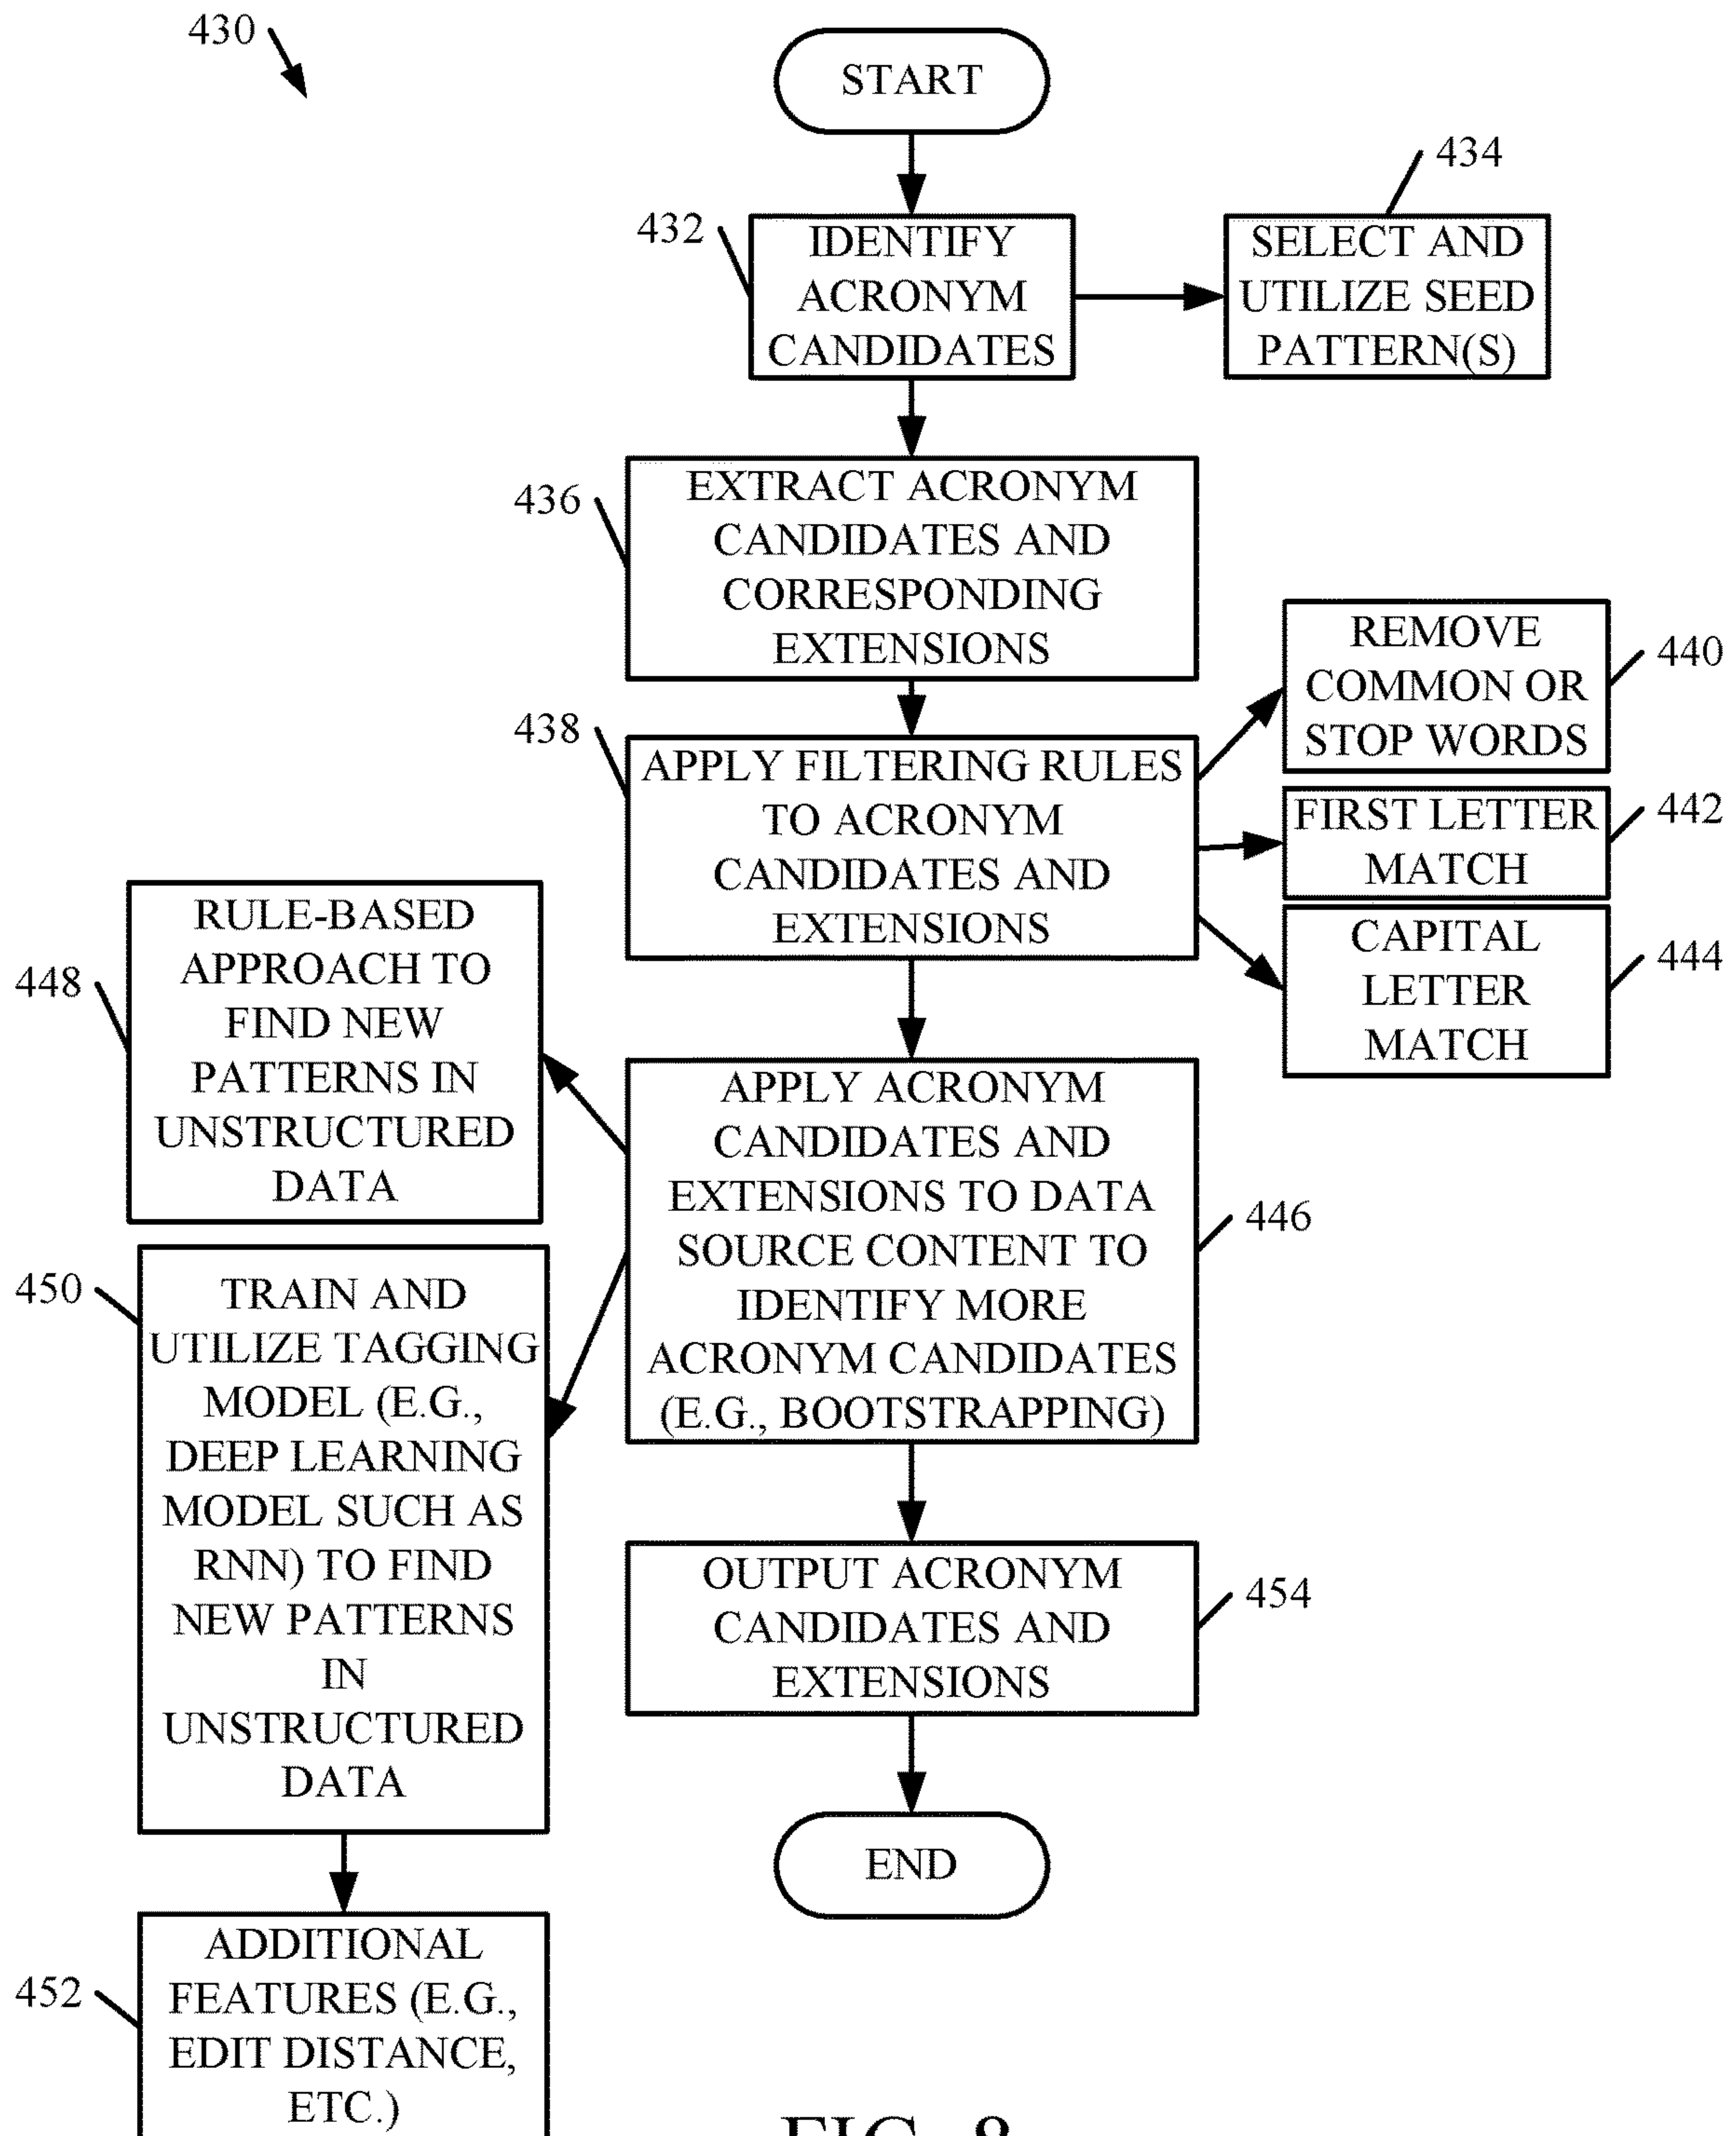 430
START
434
432
IDENTIFY
ACRONYM
CANDIDATES
SELECT AND
UTILIZE SEED
PATTERN(S)
436
EXTRACT ACRONYM
CANDIDATES AND
CORRESPONDING
EXTENSIONS
438
APPLY FILTERING RULES
TO ACRONYM
CANDIDATES AND
EXTENSIONS
REMOVE
COMMON OR
STOP WORDS
440
FIRST LETTER
MATCH
442
CAPITAL
LETTER
MATCH
444
448
RULE-BASED
APPROACH TO
FIND NEW
PATTERNS IN
UNSTRUCTURED
DATA
APPLY ACRONYM
CANDIDATES AND
EXTENSIONS TO DATA
SOURCE CONTENT TO
IDENTIFY MORE
ACRONYM CANDIDATES
(E.G., BOOTSTRAPPING)
446
450
TRAIN AND
UTILIZE TAGGING
MODEL (E.G.,
DEEP LEARNING
MODEL SUCH AS
RNN) TO FIND
NEW PATTERNS
IN
UNSTRUCTURED
DATA
OUTPUT ACRONYM
CANDIDATES AND
EXTENSIONS
454
END
452
ADDITIONAL
FEATURES (E.G.,
EDIT DISTANCE,
ETC.)
FIG. 8